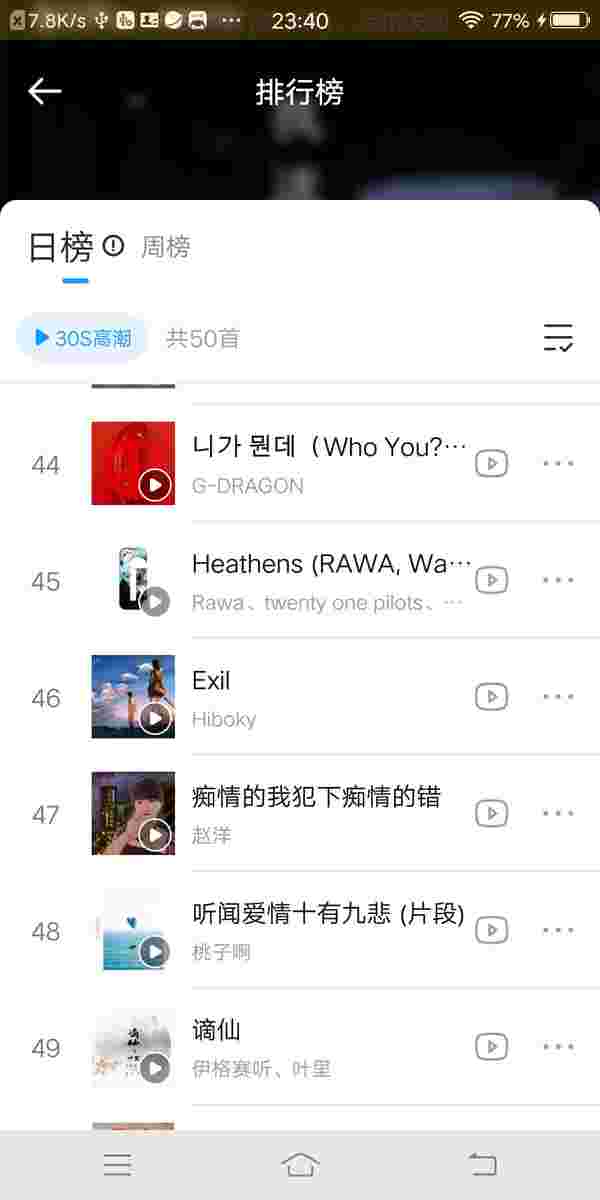 7.8K/s
23:40
77%
排行榜
日榜 周榜
30S高潮 共50首
44
니가 뭔데（Who You?…
G-DRAGON
45
Heathens (RAWA, Wa…
Rawa、twenty one pilots、…
46
Exil
Hiboky
47
痴情的我犯下痴情的错
赵洋
48
听闻爱情十有九悲 (片段)
桃子啊
49
谪仙
伊格赛听、叶里